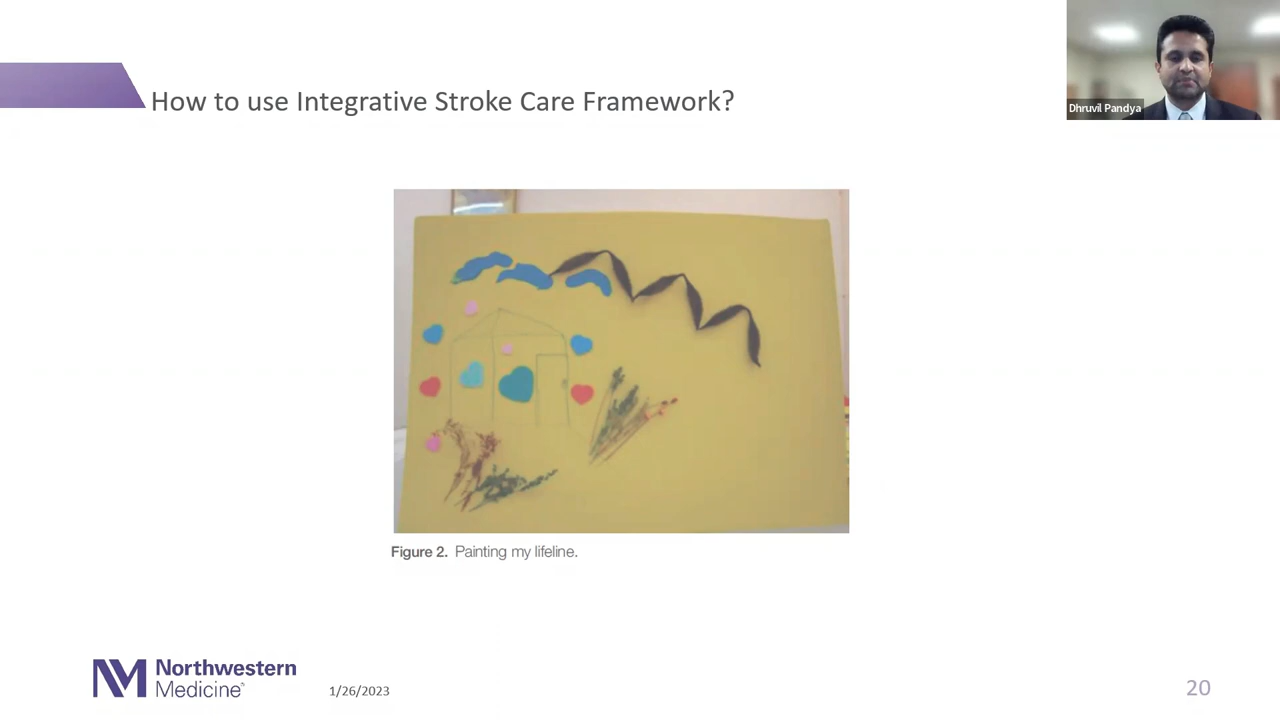 Dhruvil Pandya
How to use Integrative Stroke Care Framework?
Figure 2. Painting my lifeline.
NM Northwestern
Medicine
1/26/2023
20